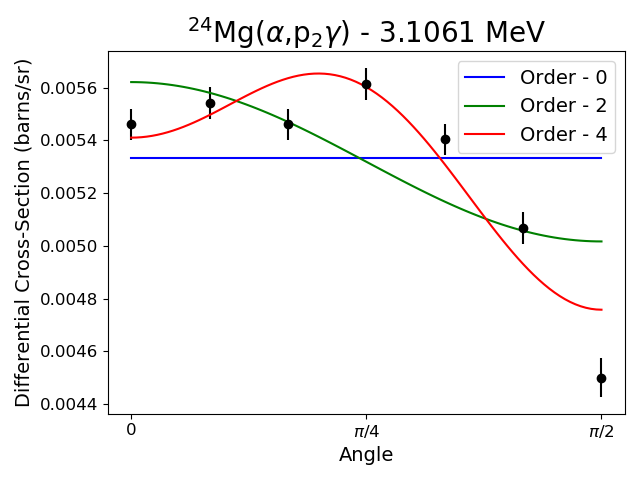 ²⁴Mg(α,p₂γ) - 3.1061 MeV
Differential Cross-Section (barns/sr)
0.0056
0.0054
0.0052
0.0050
0.0048
0.0046
0.0044
Order - 0
Order - 2
Order - 4
0
π/4
π/2
Angle